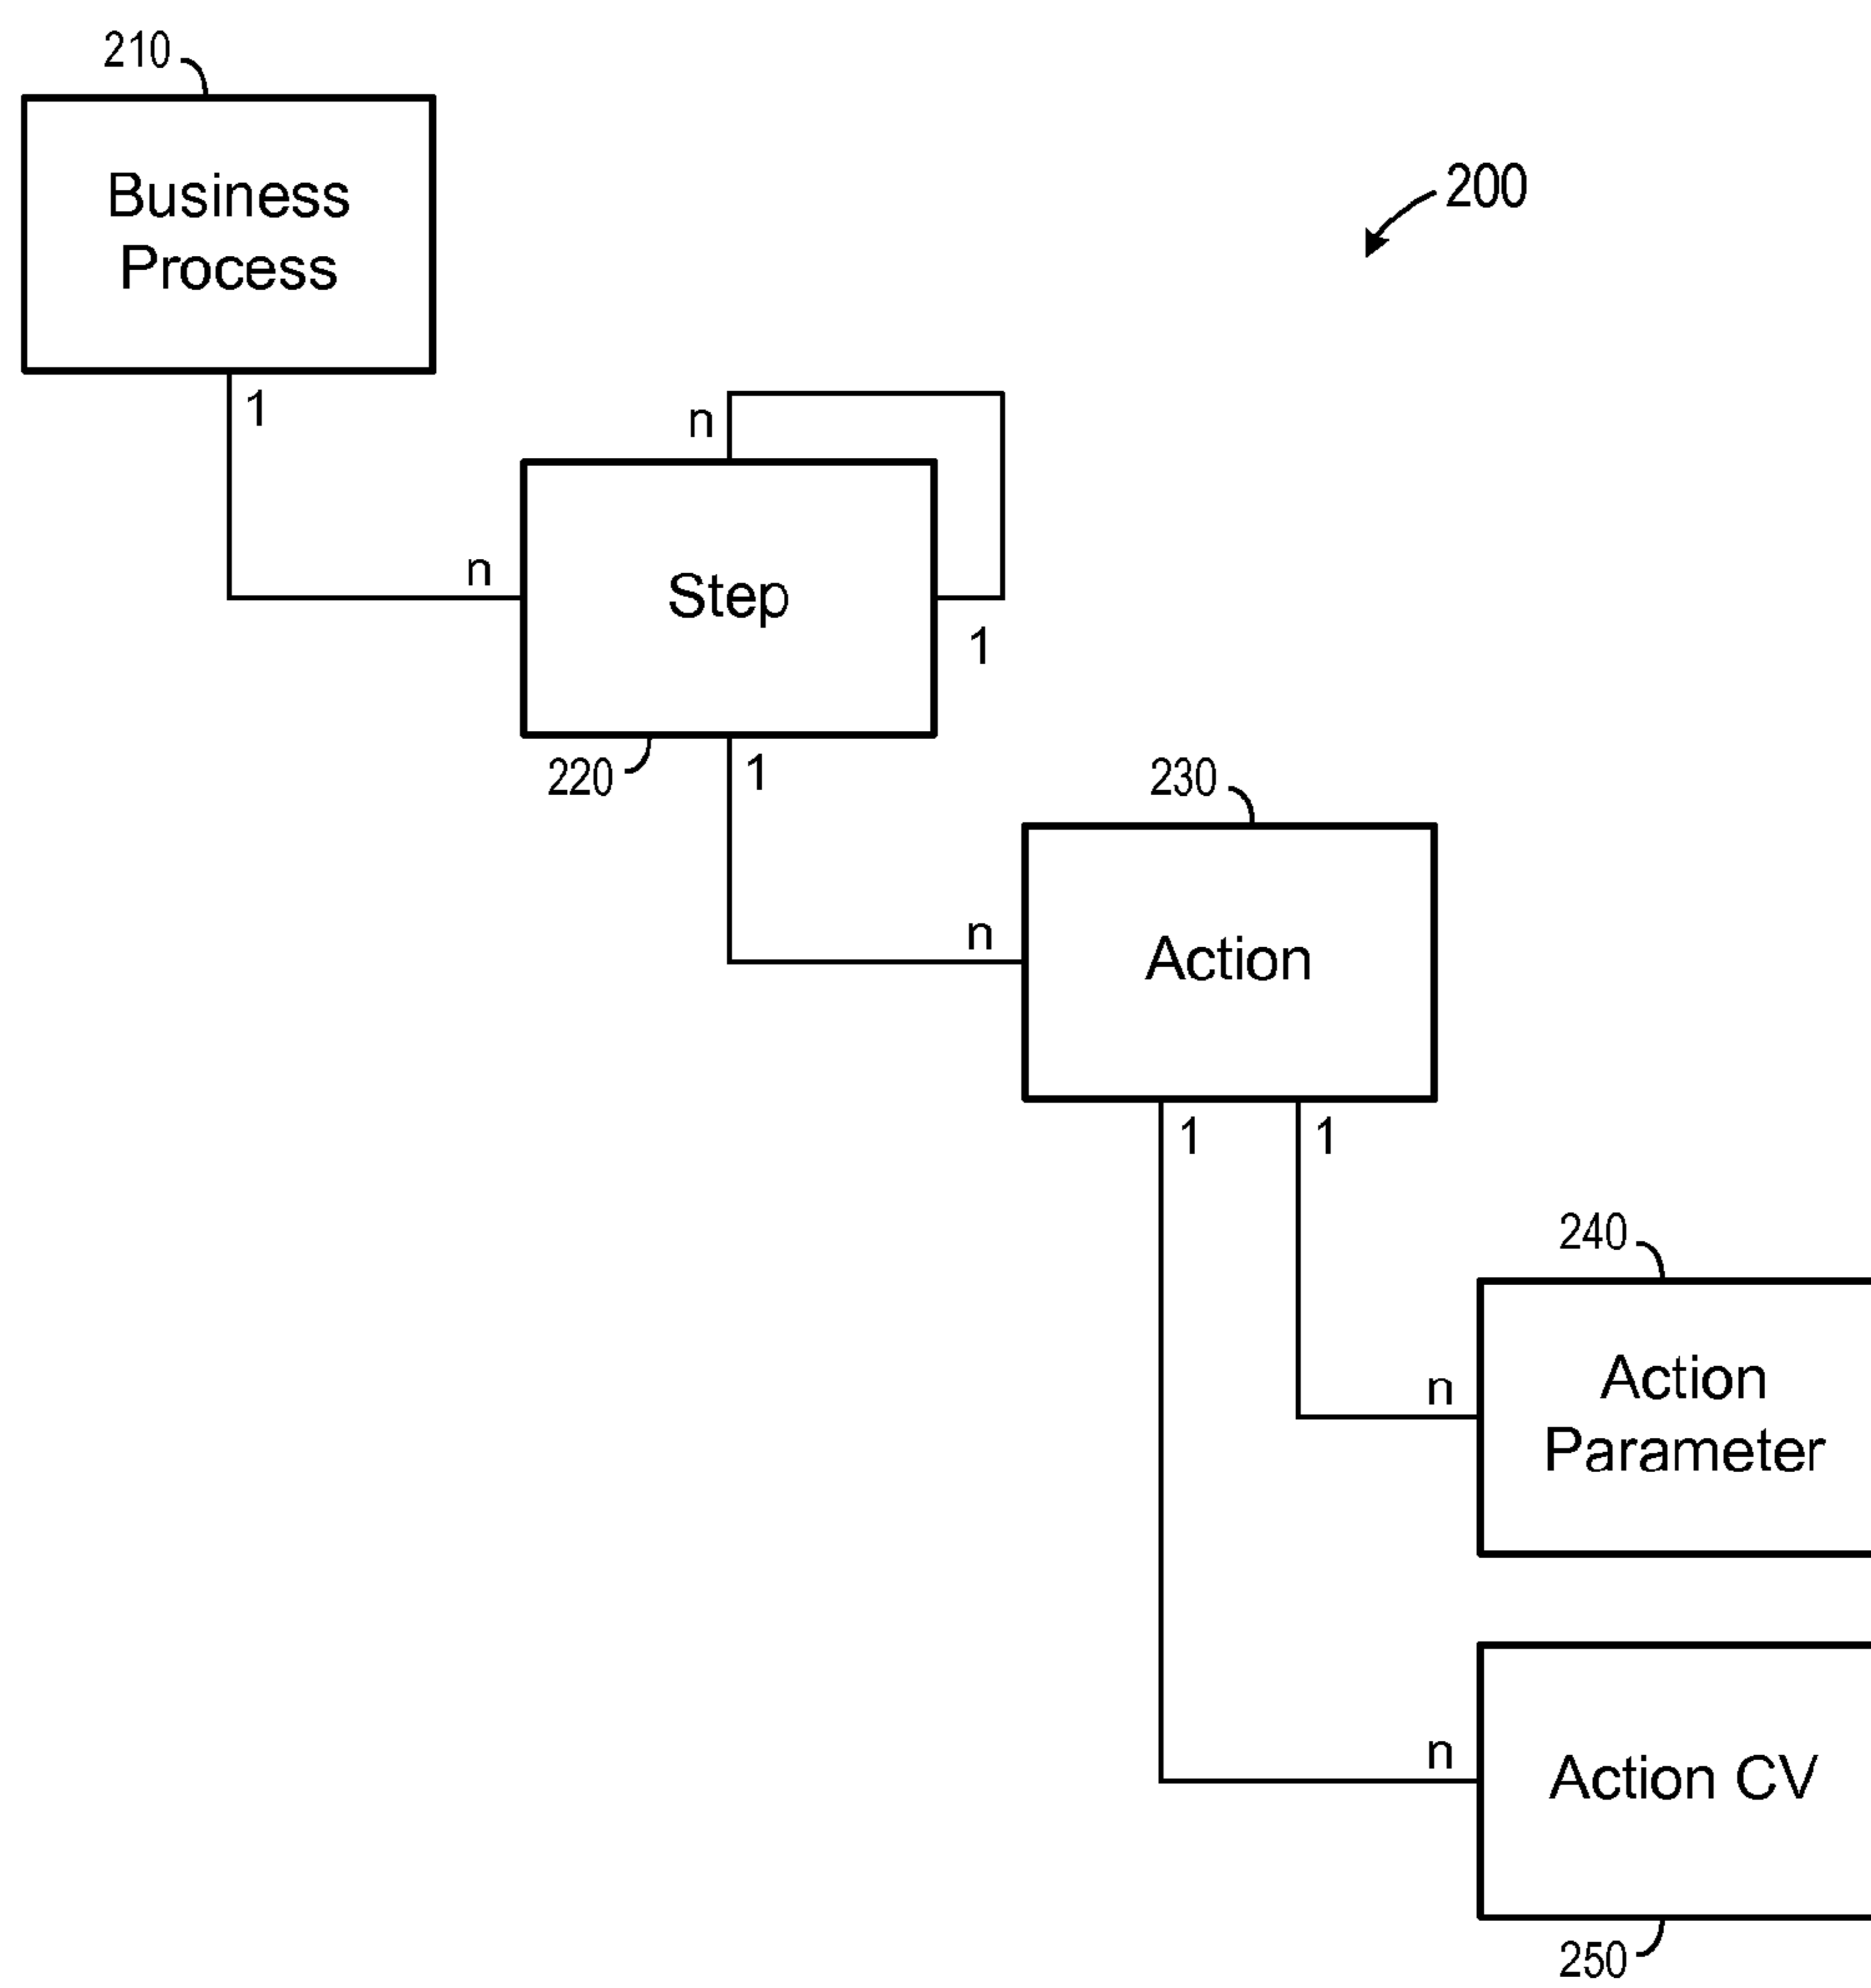 210
Business
Process
200
1
n
n
Step
1
220
1
230
n
Action
1
1
240
n
Action
Parameter
n
Action CV
250